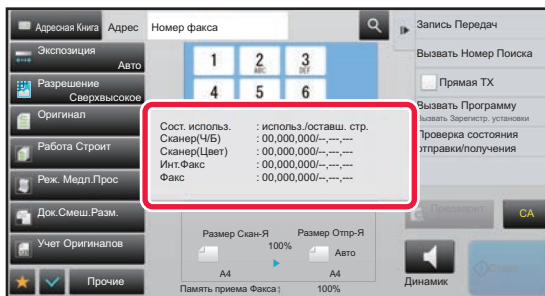 Адресная Книга
Адрес
Номер факса
Запись Передач
Экспозиция
Авто
Вызвать Номер Поиска
1 2 3
ABC DEF
Разрешение
Сверхвысокое
Прямая TX
4 5 6
Вызвать Программу
Вызвать Зарегистр. установки
Оригинал
Сост. использ. : использ./оставш. стр.
Сканер(Ч/Б) : 00,000,000/--,---,---
Сканер(Цвет) : 00,000,000/--,---,---
Инт.Факс : 00,000,000/--,---,---
Факс : 00,000,000/--,---,---
Проверка состояния
отправки/получения
Работа Строит
Реж. Медл.Прос
Док.Смеш.Разм.
CA
Размер Скан-Я
Размер Отпр-Я
100%
Авто
A4
A4
Учет Оригиналов
Прочие
Память приема Факса:
100%
Динамик